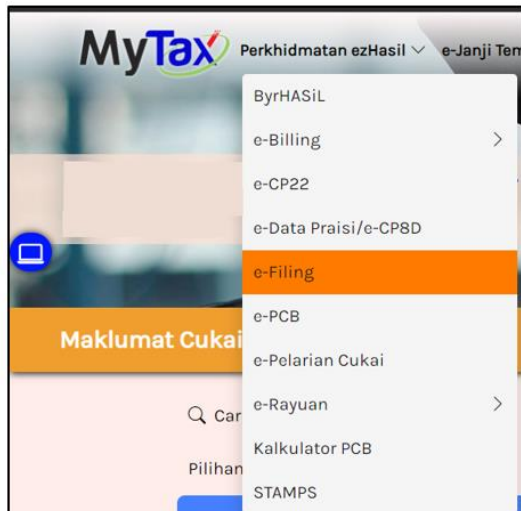 MyTax Perkhidmatan ezHasil e-Janji Tem
ByrHASiL
e-Billing
e-CP22
e-Data Praisi/e-CP8D
e-Filing
e-PCB
Maklumat Cukai
e-Pelarian Cukai
e-Rayuan
Car
Kalkulator PCB
Pilihan
STAMPS